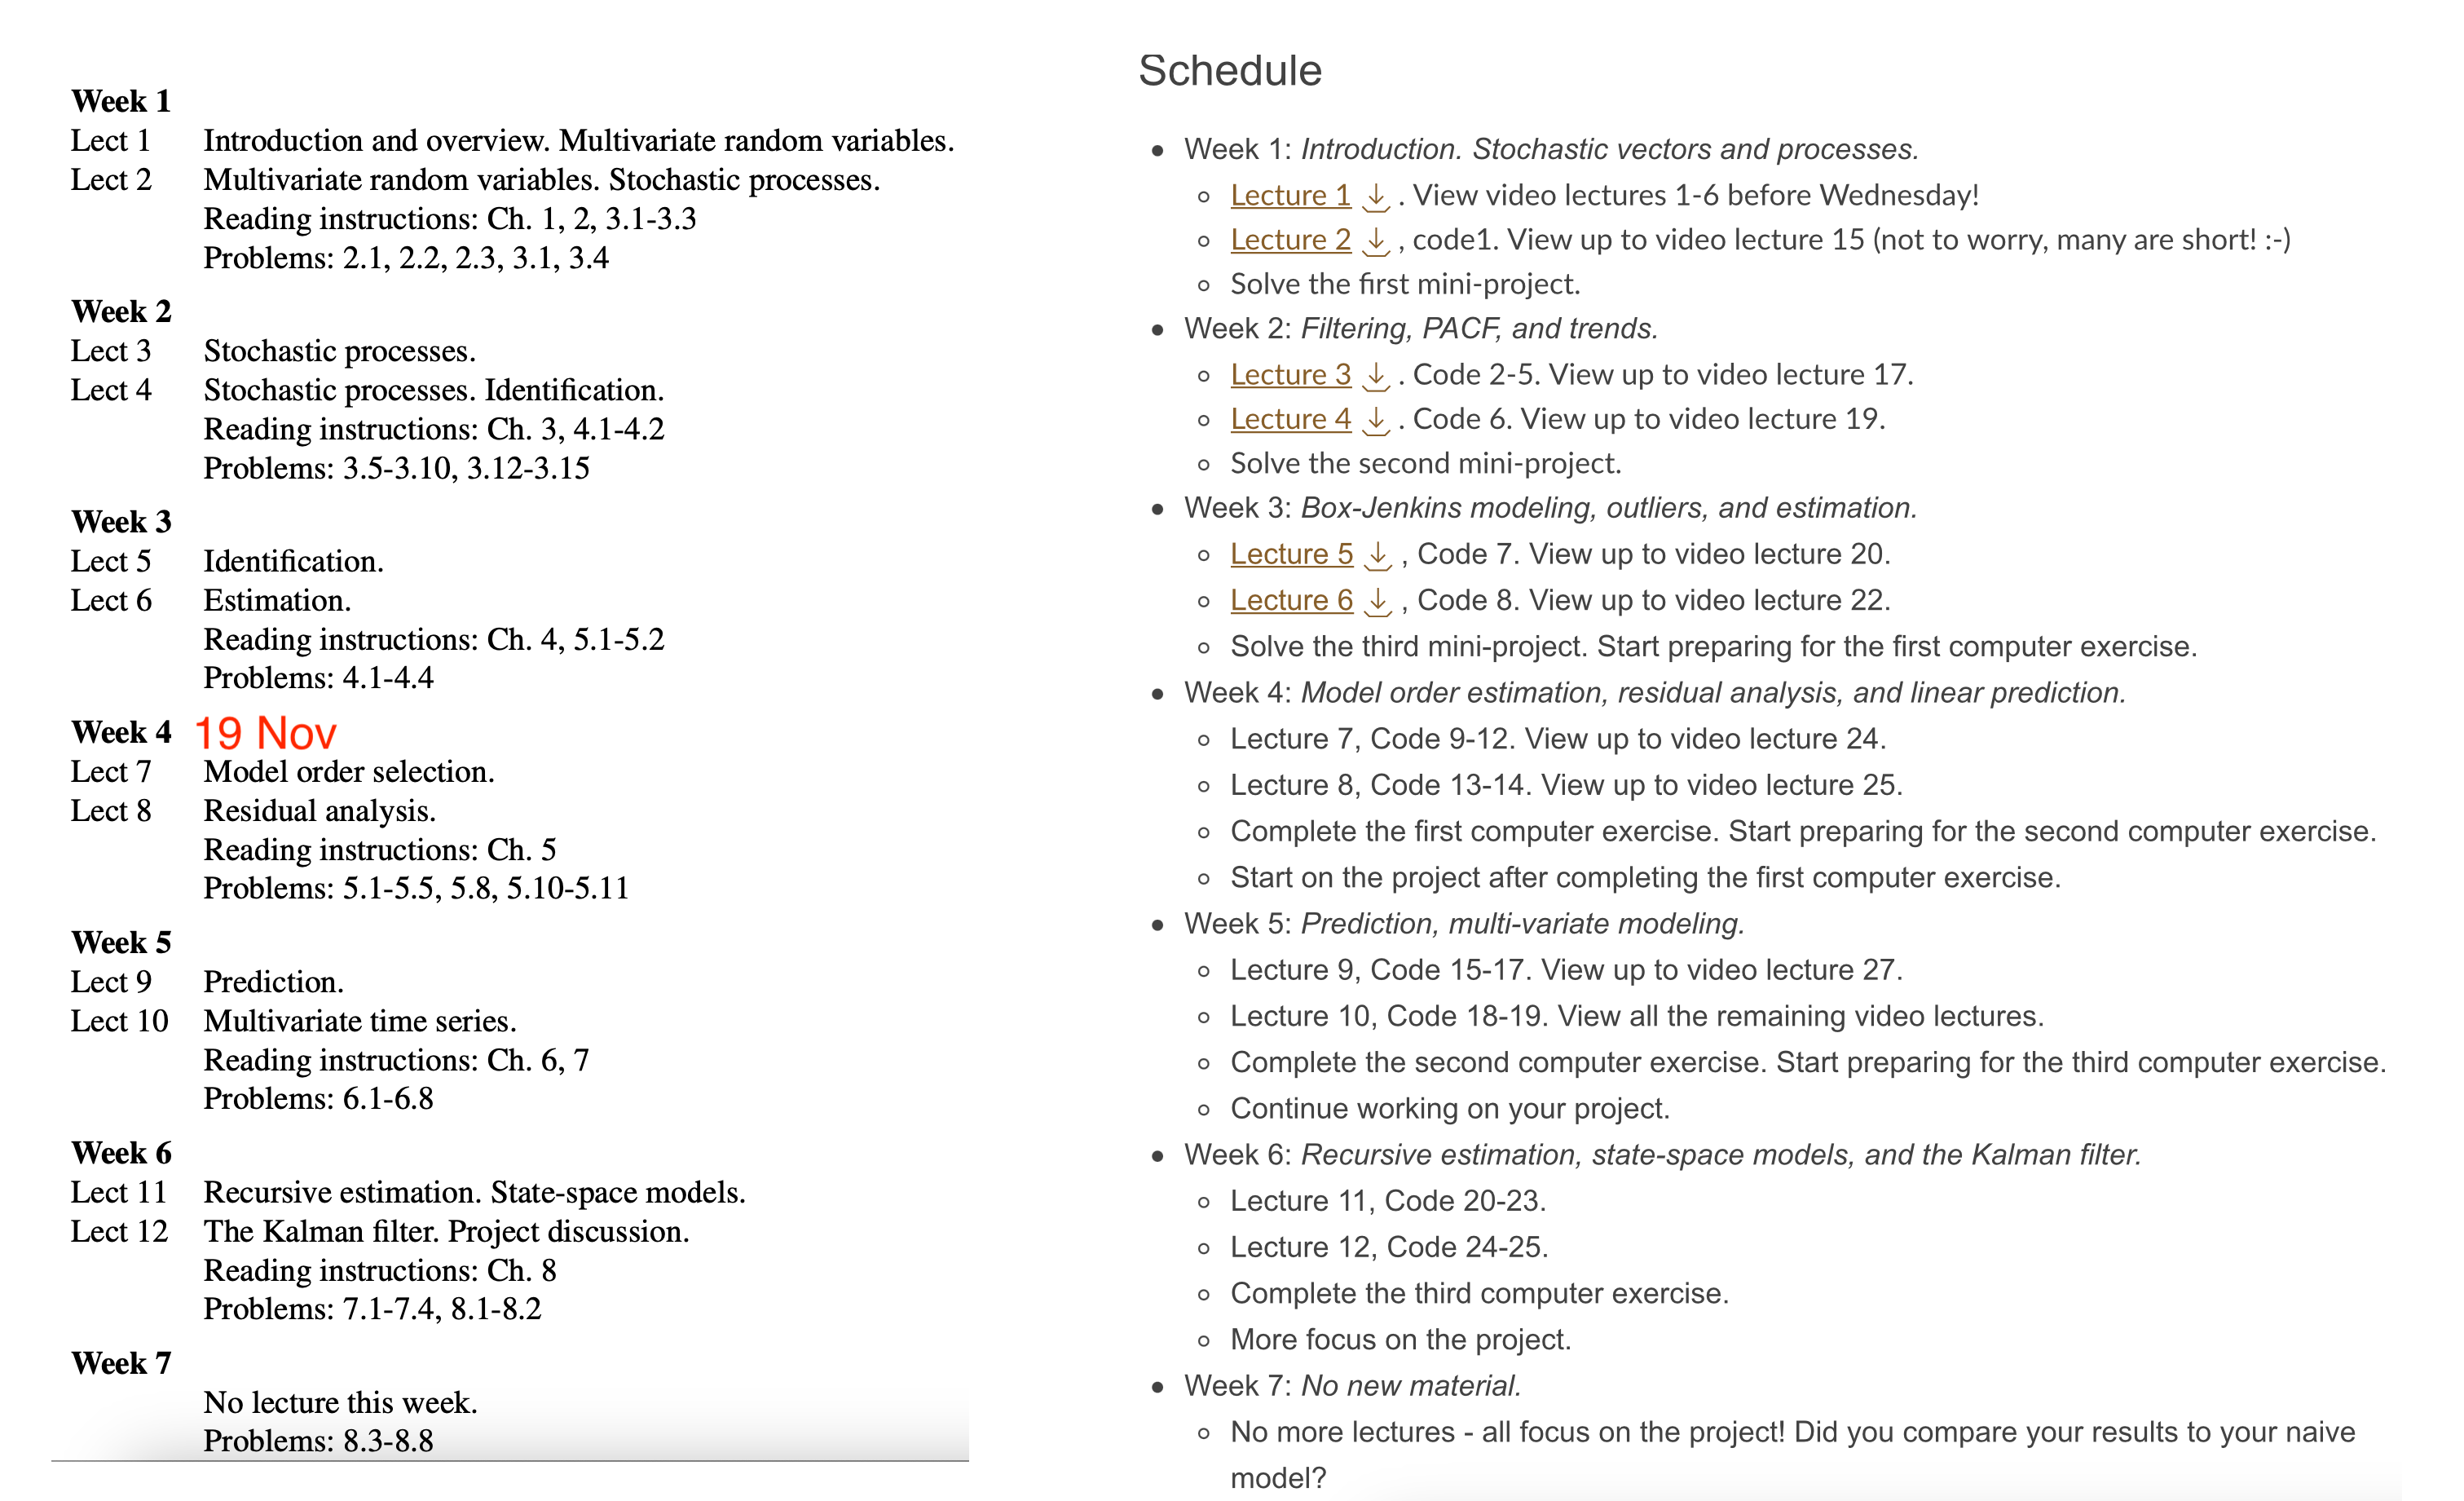 Week 1
Lect 1 Introduction and overview. Multivariate random variables.
Lect 2 Multivariate random variables. Stochastic processes.
Reading instructions: Ch. 1, 2, 3.1-3.3
Problems: 2.1, 2.2, 2.3, 3.1, 3.4
Week 2
Lect 3 Stochastic processes.
Lect 4 Stochastic processes. Identification.
Reading instructions: Ch. 3, 4.1-4.2
Problems: 3.5-3.10, 3.12-3.15
Week 3
Lect 5 Identification.
Lect 6 Estimation.
Reading instructions: Ch. 4, 5.1-5.2
Problems: 4.1-4.4
Week 4 19 Nov
Lect 7 Model order selection.
Lect 8 Residual analysis.
Reading instructions: Ch. 5
Problems: 5.1-5.5, 5.8, 5.10-5.11
Week 5
Lect 9 Prediction.
Lect 10 Multivariate time series.
Reading instructions: Ch. 6, 7
Problems: 6.1-6.8
Week 6
Lect 11 Recursive estimation. State-space models.
Lect 12 The Kalman filter. Project discussion.
Reading instructions: Ch. 8
Problems: 7.1-7.4, 8.1-8.2
Week 7
No lecture this week.
Problems: 8.3-8.8
Schedule
• Week 1: Introduction. Stochastic vectors and processes.
◦ Lecture 1 ↓ . View video lectures 1-6 before Wednesday!
◦ Lecture 2 ↓ , code1. View up to video lecture 15 (not to worry, many are short! :-)
◦ Solve the first mini-project.
• Week 2: Filtering, PACF, and trends.
◦ Lecture 3 ↓ . Code 2-5. View up to video lecture 17.
◦ Lecture 4 ↓ . Code 6. View up to video lecture 19.
◦ Solve the second mini-project.
• Week 3: Box-Jenkins modeling, outliers, and estimation.
◦ Lecture 5 ↓ , Code 7. View up to video lecture 20.
◦ Lecture 6 ↓ , Code 8. View up to video lecture 22.
◦ Solve the third mini-project. Start preparing for the first computer exercise.
• Week 4: Model order estimation, residual analysis, and linear prediction.
◦ Lecture 7, Code 9-12. View up to video lecture 24.
◦ Lecture 8, Code 13-14. View up to video lecture 25.
◦ Complete the first computer exercise. Start preparing for the second computer exercise.
◦ Start on the project after completing the first computer exercise.
• Week 5: Prediction, multi-variate modeling.
◦ Lecture 9, Code 15-17. View up to video lecture 27.
◦ Lecture 10, Code 18-19. View all the remaining video lectures.
◦ Complete the second computer exercise. Start preparing for the third computer exercise.
◦ Continue working on your project.
• Week 6: Recursive estimation, state-space models, and the Kalman filter.
◦ Lecture 11, Code 20-23.
◦ Lecture 12, Code 24-25.
◦ Complete the third computer exercise.
◦ More focus on the project.
• Week 7: No new material.
◦ No more lectures - all focus on the project! Did you compare your results to your naive
model?